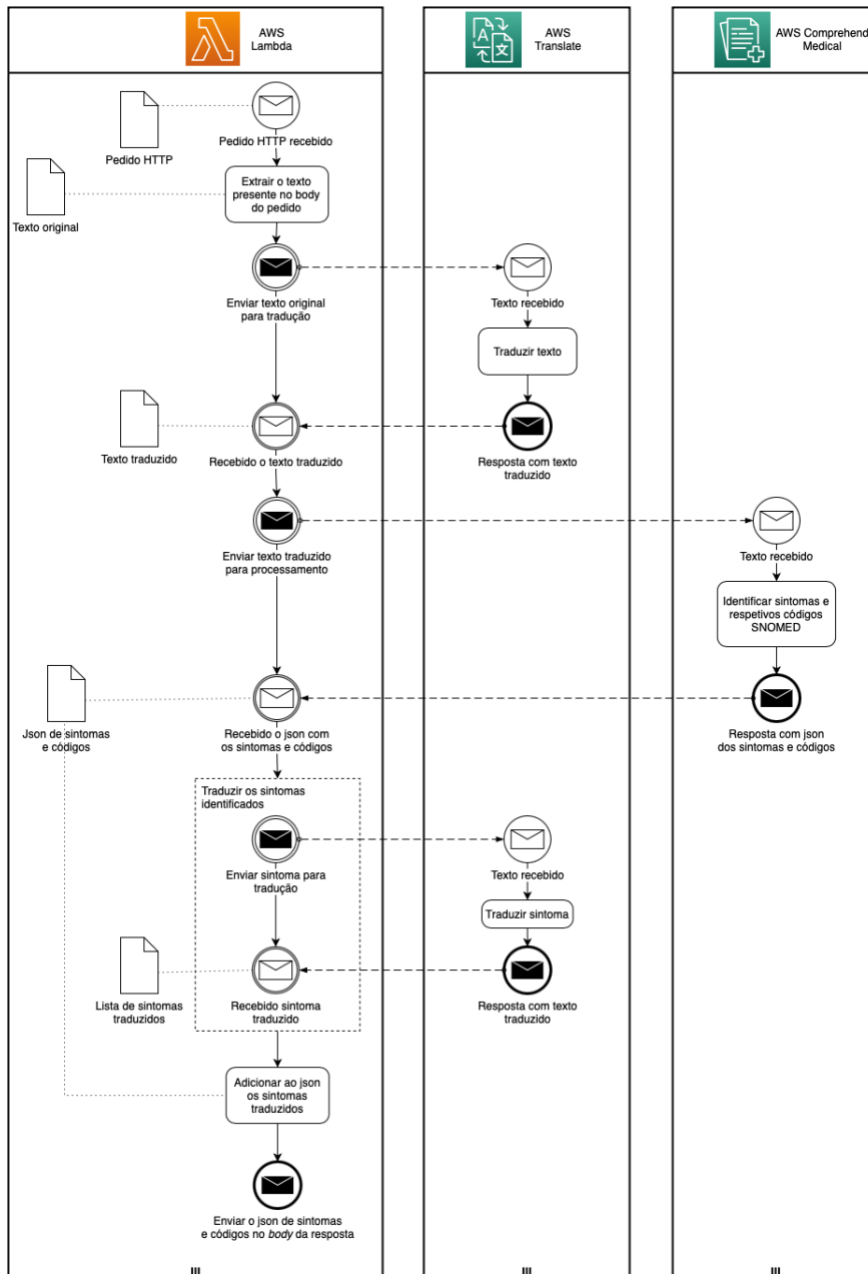 AWS
Lambda
AWS
Translate
AWS Comprehend
Medical
Pedido HTTP
Pedido HTTP recebido
Extrair o texto
presente no body
do pedido
Texto original
Enviar texto original
para tradução
Texto recebido
Traduzir texto
Texto traduzido
Recebido o texto traduzido
Resposta com texto
traduzido
Enviar texto traduzido
para processamento
Texto recebido
Identificar sintomas e
respetivos códigos
SNOMED
Json de sintomas
e códigos
Recebido o json com
os sintomas e códigos
Resposta com json
dos sintomas e códigos
Traduzir os sintomas
identificados
Enviar sintoma para
tradução
Texto recebido
Traduzir sintoma
Lista de sintomas
traduzidos
Recebido sintoma
traduzido
Resposta com texto
traduzido
Adicionar ao json
os sintomas
traduzidos
Enviar o json de sintomas
e códigos no body da resposta